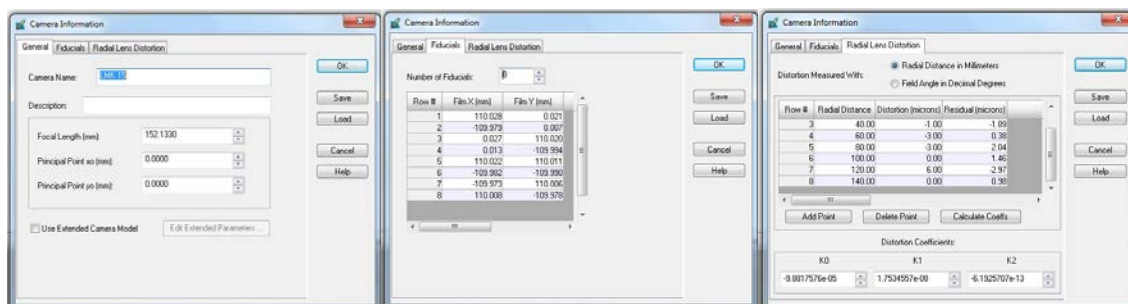 Camera Information
General Fiducials Radial Lens Distortion
Camera Name: LMK-15
Description:
Focal Length (mm): 152.1330
Principal Point xo (mm): 0.0000
Principal Point yo (mm): 0.0000
Use Extended Camera Model Edit Extended Parameters ...
OK
Save
Load
Cancel
Help
Camera Information
General Fiducials Radial Lens Distortion
Number of Fiducials:
Row # Film X (mm) Film Y (mm)
1 110.028 0.021
2 -109.979 0.007
3 0.027 110.020
4 0.013 -109.994
5 110.022 110.011
6 -109.982 -109.990
7 -109.973 110.006
8 110.008 -109.978
OK
Save
Load
Cancel
Help
Camera Information
General Fiducials Radial Lens Distortion
Distortion Measured With: Radial Distance in Millimeters
Field Angle in Decimal Degrees
Row # Radial Distance Distortion (microns) Residual (microns)
3 40.00 -1.00 -1.89
4 60.00 -3.00 0.38
5 80.00 -3.00 2.04
6 100.00 0.00 1.46
7 120.00 6.00 -2.97
8 140.00 0.00 0.98
Add Point Delete Point Calculate Coeffs
Distortion Coefficients:
K0 K1 K2
-9.8817576e-05 1.7534557e-08 -6.1925707e-13
OK
Save
Load
Cancel
Help